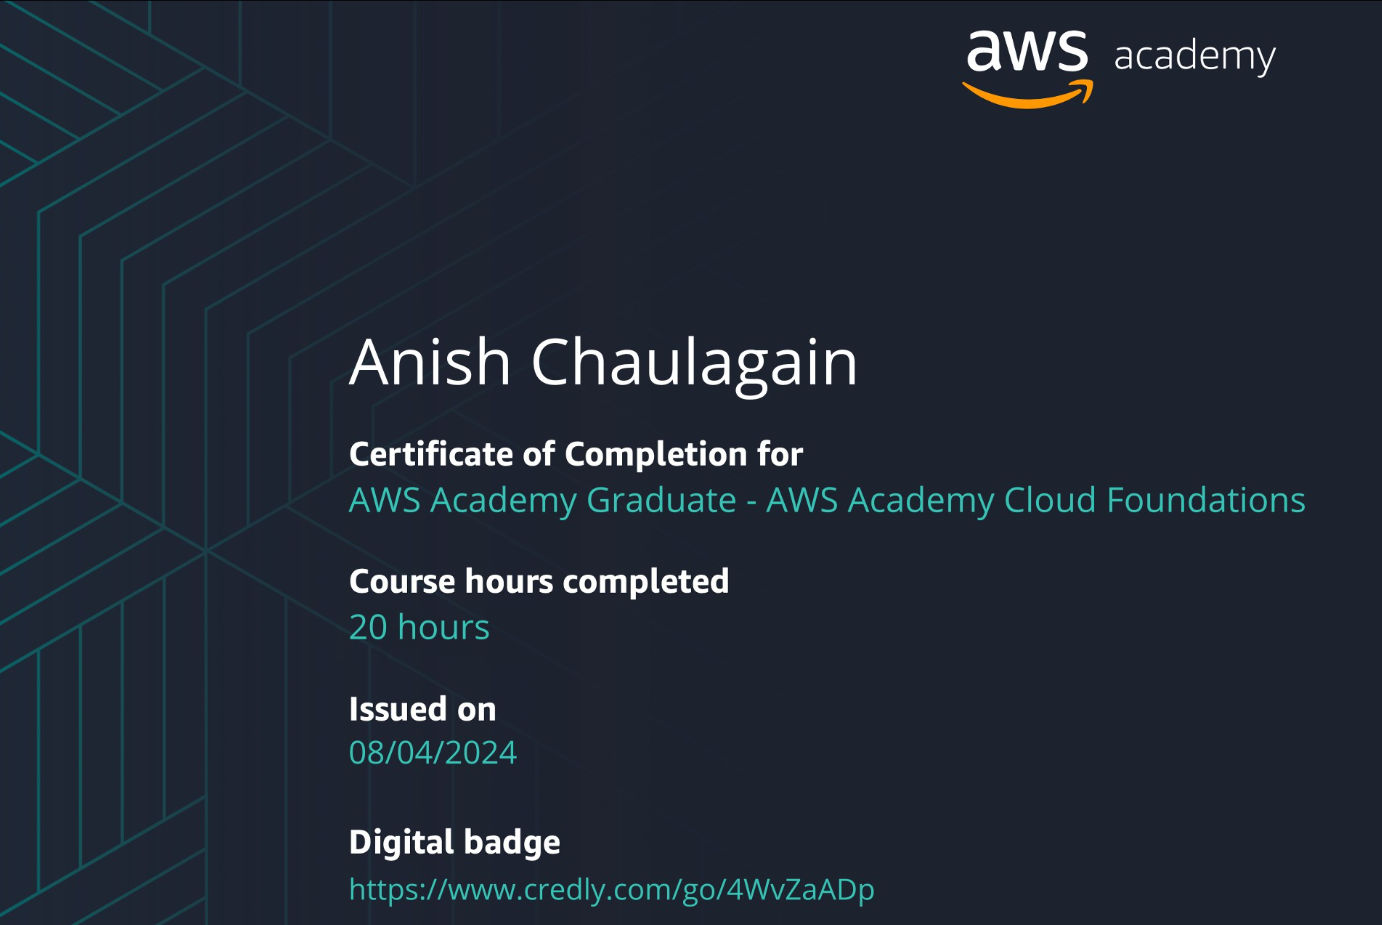 aws academy
Anish Chaulagain
Certificate of Completion for
AWS Academy Graduate - AWS Academy Cloud Foundations
Course hours completed
20 hours
Issued on
08/04/2024
Digital badge
https://www.credly.com/go/4WvZaADp